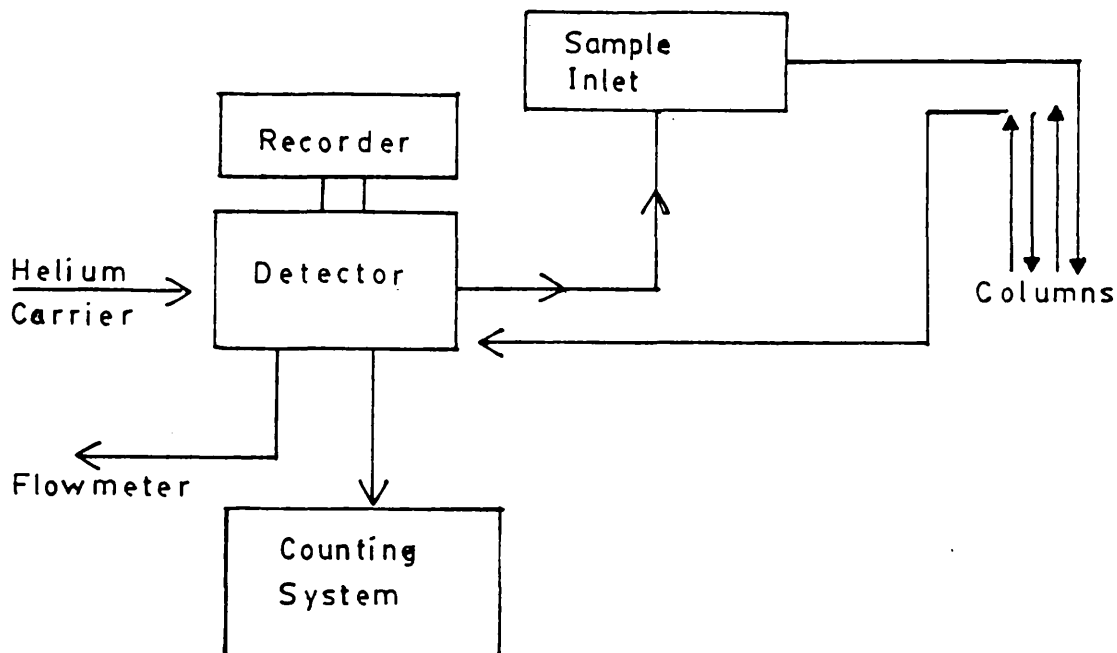 Sample
Inlet
Recorder
Helium
Carrier
Detector
Columns
Flowmeter
Counting
System